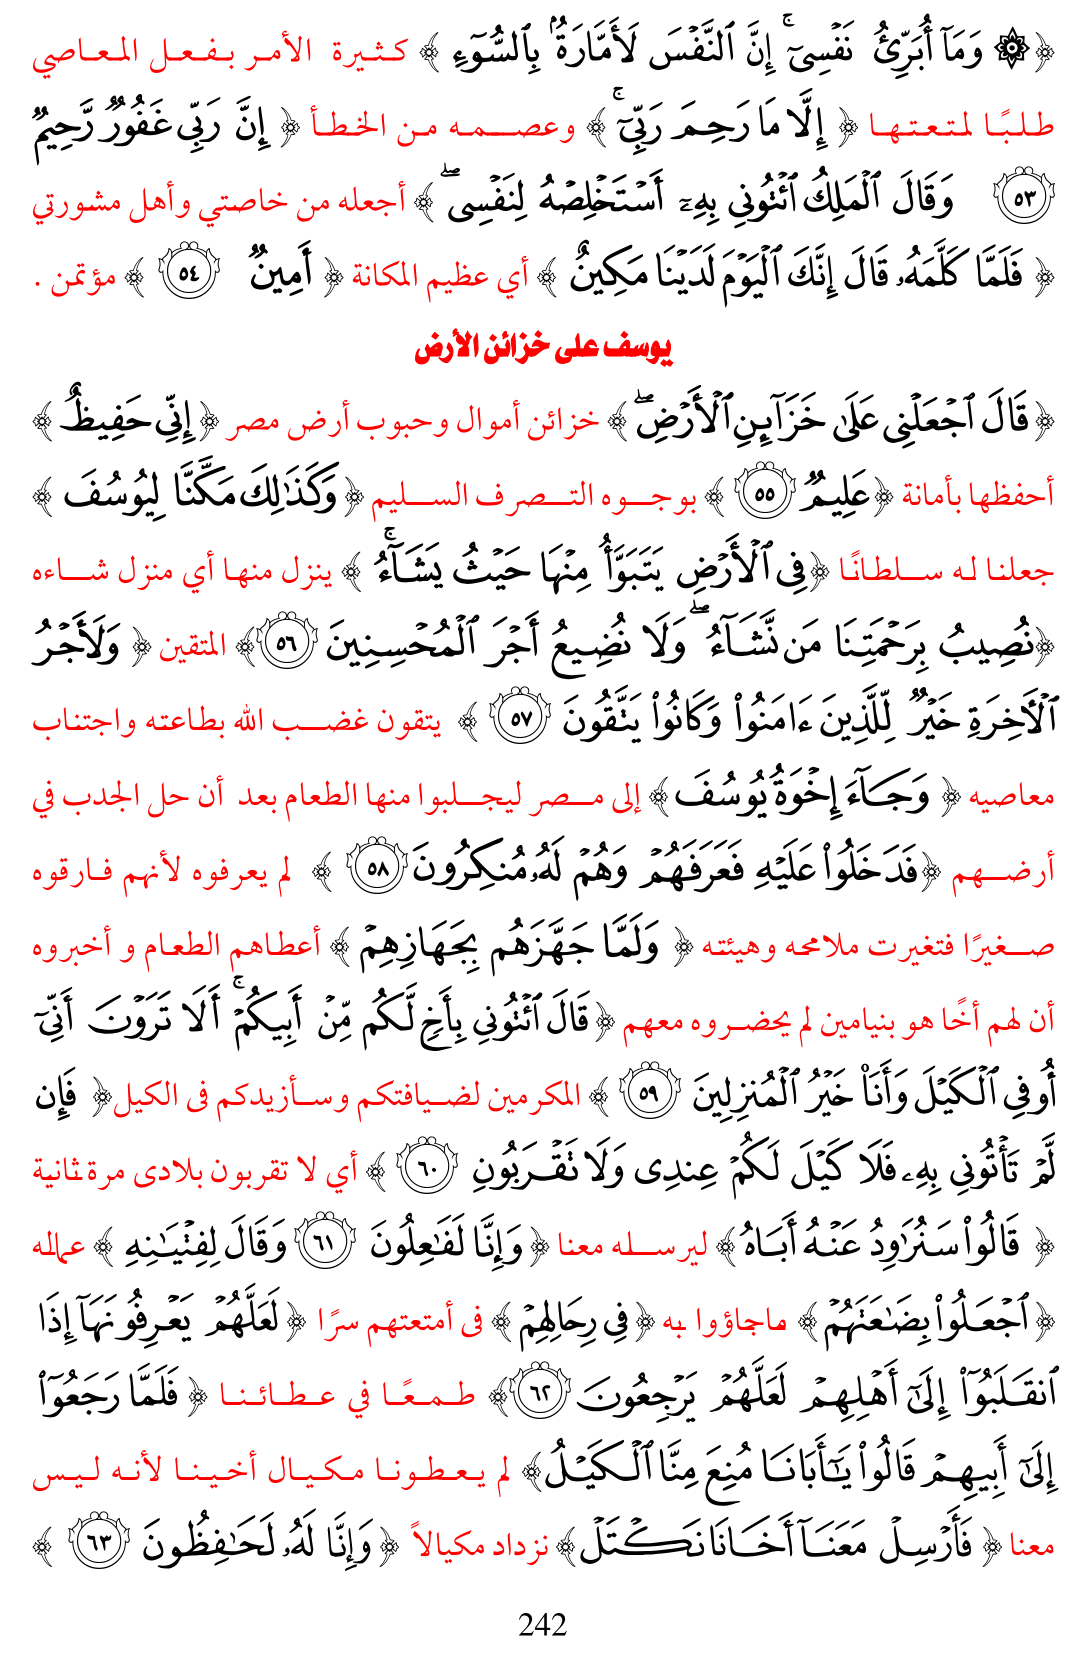 ﴿ ۞ وَمَآ أُبَرِّئُ نَفْسِىٓ ۚ إِنَّ ٱلنَّفْسَ لَأَمَّارَةٌۢ بِٱلسُّوٓءِ ﴾ كثيرة الأمر بفعل المعاصي
طلبًا لمتعتها ﴿ إِلَّا مَا رَحِمَ رَبِّىٓ ۚ ﴾ وعصمه من الخطأ ﴿ إِنَّ رَبِّى غَفُورٌ رَّحِيمٌ
٥٣ وَقَالَ ٱلْمَلِكُ ٱئْتُونِى بِهِۦٓ أَسْتَخْلِصْهُ لِنَفْسِى ۖ ﴾ أجعله من خاصتي وأهل مشورتي
﴿ فَلَمَّا كَلَّمَهُۥ قَالَ إِنَّكَ ٱلْيَوْمَ لَدَيْنَا مَكِينٌ ﴾ أي عظيم المكانة ﴿ أَمِينٌ ٥٤ ﴾ مؤتمن .
يوسف على خزائن الأرض
﴿ قَالَ ٱجْعَلْنِى عَلَىٰ خَزَآئِنِ ٱلْأَرْضِ ۖ ﴾ خزائن أموال وحبوب أرض مصر ﴿ إِنِّى حَفِيظٌ ﴾
أحفظها بأمانة ﴿ عَلِيمٌ ٥٥ ﴾ بوجوه التصرف السليم ﴿ وَكَذَٰلِكَ مَكَّنَّا لِيُوسُفَ ﴾
جعلنا له سلطانًا ﴿ فِى ٱلْأَرْضِ يَتَبَوَّأُ مِنْهَا حَيْثُ يَشَآءُ ۚ ﴾ ينزل منها أي منزل شاءه
﴿ نُصِيبُ بِرَحْمَتِنَا مَن نَّشَآءُ ۖ وَلَا نُضِيعُ أَجْرَ ٱلْمُحْسِنِينَ ٥٦ ﴾ المتقين ﴿ وَلَأَجْرُ
ٱلْءَاخِرَةِ خَيْرٌ لِّلَّذِينَ ءَامَنُوا۟ وَكَانُوا۟ يَتَّقُونَ ٥٧ ﴾ يتقون غضب الله بطاعته واجتناب
معاصيه ﴿ وَجَآءَ إِخْوَةُ يُوسُفَ ﴾ إلى مصر ليجلبوا منها الطعام بعد أن حل الجدب في
أرضهم ﴿ فَدَخَلُوا۟ عَلَيْهِ فَعَرَفَهُمْ وَهُمْ لَهُۥ مُنكِرُونَ ٥٨ ﴾ لم يعرفوه لأنهم فارقوه
صغيرًا فتغيرت ملامحه وهيئته ﴿ وَلَمَّا جَهَّزَهُم بِجَهَازِهِمْ ﴾ أعطاهم الطعام و أخبروه
أن لهم أخًا هو بنيامين لم يحضروه معهم ﴿ قَالَ ٱئْتُونِى بِأَخٍ لَّكُم مِّنْ أَبِيكُمْ ۚ أَلَا تَرَوْنَ أَنِّىٓ
أُوفِى ٱلْكَيْلَ وَأَنَا۠ خَيْرُ ٱلْمُنزِلِينَ ٥٩ ﴾ المكرمين لضيافتكم وسأزيدكم فى الكيل ﴿ فَإِن
لَّمْ تَأْتُونِى بِهِۦ فَلَا كَيْلَ لَكُمْ عِندِى وَلَا تَقْرَبُونِ ٦٠ ﴾ أي لا تقربون بلادى مرة ثانية
﴿ قَالُوا۟ سَنُرَٰوِدُ عَنْهُ أَبَاهُ ﴾ ليرسله معنا ﴿ وَإِنَّا لَفَٰعِلُونَ ٦١ وَقَالَ لِفِتْيَٰنِهِ ﴾ عماله
﴿ ٱجْعَلُوا۟ بِضَٰعَتَهُمْ ﴾ ماجاؤوا به ﴿ فِى رِحَالِهِمْ ﴾ فى أمتعتهم سرًا ﴿ لَعَلَّهُمْ يَعْرِفُونَهَآ إِذَا
ٱنقَلَبُوٓا۟ إِلَىٰٓ أَهْلِهِمْ لَعَلَّهُمْ يَرْجِعُونَ ٦٢ ﴾ طمعًا في عطائنا ﴿ فَلَمَّا رَجَعُوٓا۟
إِلَىٰٓ أَبِيهِمْ قَالُوا۟ يَٰٓأَبَانَا مُنِعَ مِنَّا ٱلْكَيْلُ ﴾ لم يعطونا مكيال أخينا لأنه ليس
معنا ﴿ فَأَرْسِلْ مَعَنَآ أَخَانَا نَكْتَلْ ﴾ نزداد مكيالاً ﴿ وَإِنَّا لَهُۥ لَحَٰفِظُونَ ٦٣ ﴾
242